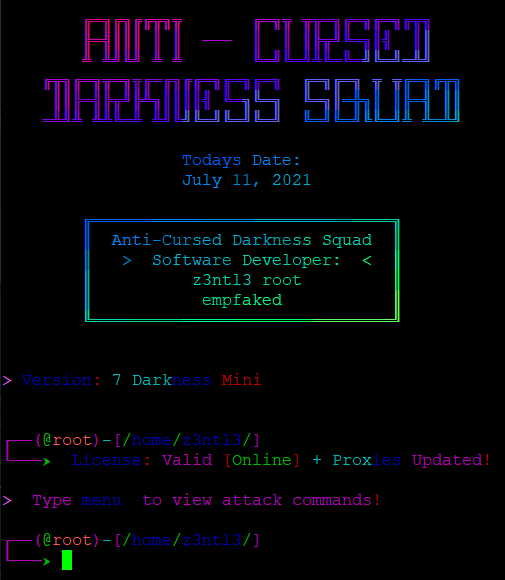 ANTI — CURSED
DARKNESS SQUAD
Todays Date:
July 11, 2021
Anti-Cursed Darkness Squad
> Software Developer: <
z3ntl3 root
empfaked
> Version: 7 Darkness Mini
(@root)-[/home/z3ntl3/]
License: Valid [Online] + Proxies Updated!
> Type menu to view attack commands!
(@root)-[/home/z3ntl3/]